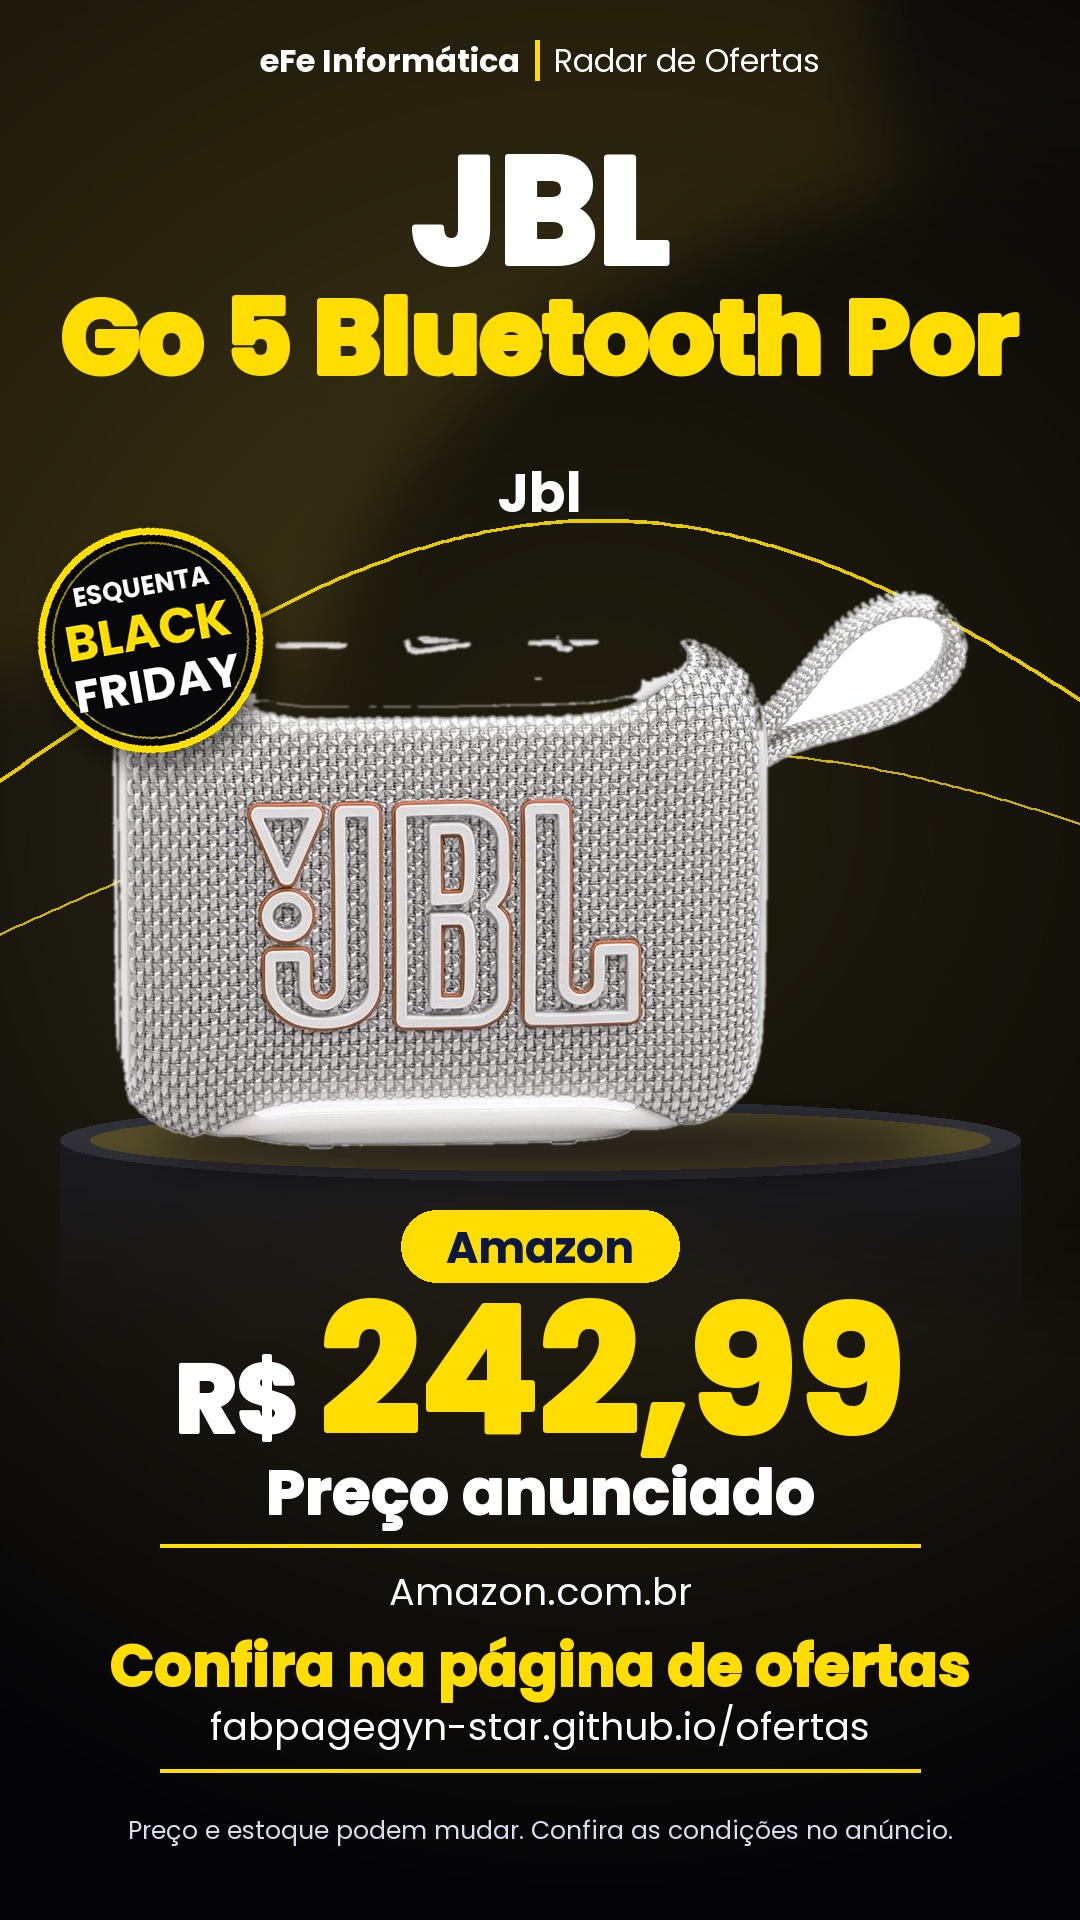 eFe Informática | Radar de Ofertas
JBL
Go 5 Bluetooth Por
Jbl
ESQUENTA
BLACK
FRIDAY
JBL
Amazon
R$ 242,99
Preço anunciado
Amazon.com.br
Confira na página de ofertas
fabpagegyn-star.github.io/ofertas
Preço e estoque podem mudar. Confira as condições no anúncio.